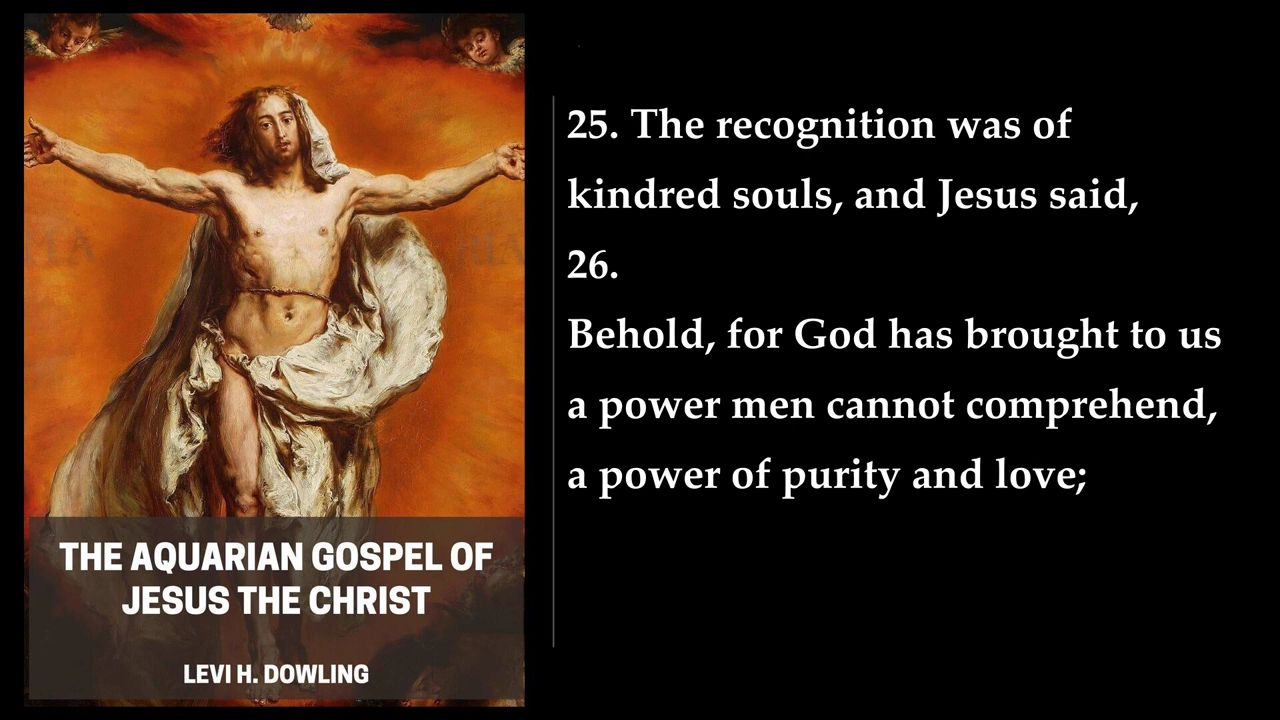 THE AQUARIAN GOSPEL OF
JESUS THE CHRIST
LEVI H. DOWLING
25. The recognition was of
kindred souls, and Jesus said,
26.
Behold, for God has brought to us
a power men cannot comprehend,
a power of purity and love;